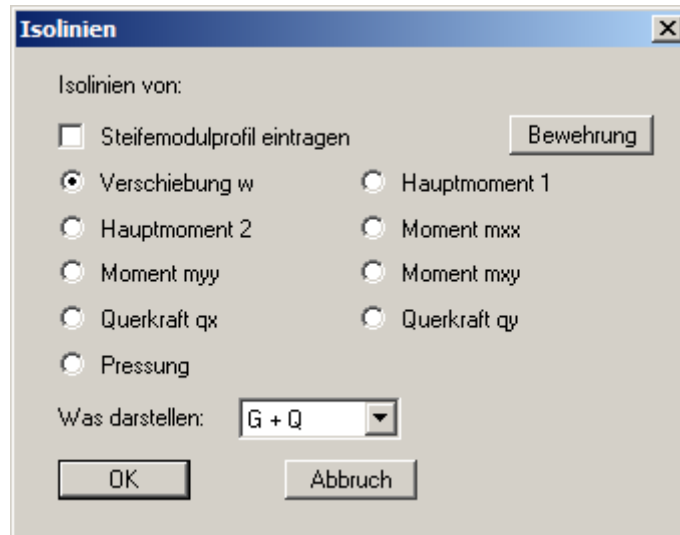 Isolinien
Isolinien von:
Steifemodulprofil eintragen Bewehrung
Verschiebung w Hauptmoment 1
Hauptmoment 2 Moment mxx
Moment myy Moment mxy
Querkraft qx Querkraft qy
Pressung
Was darstellen: G + Q
OK Abbruch